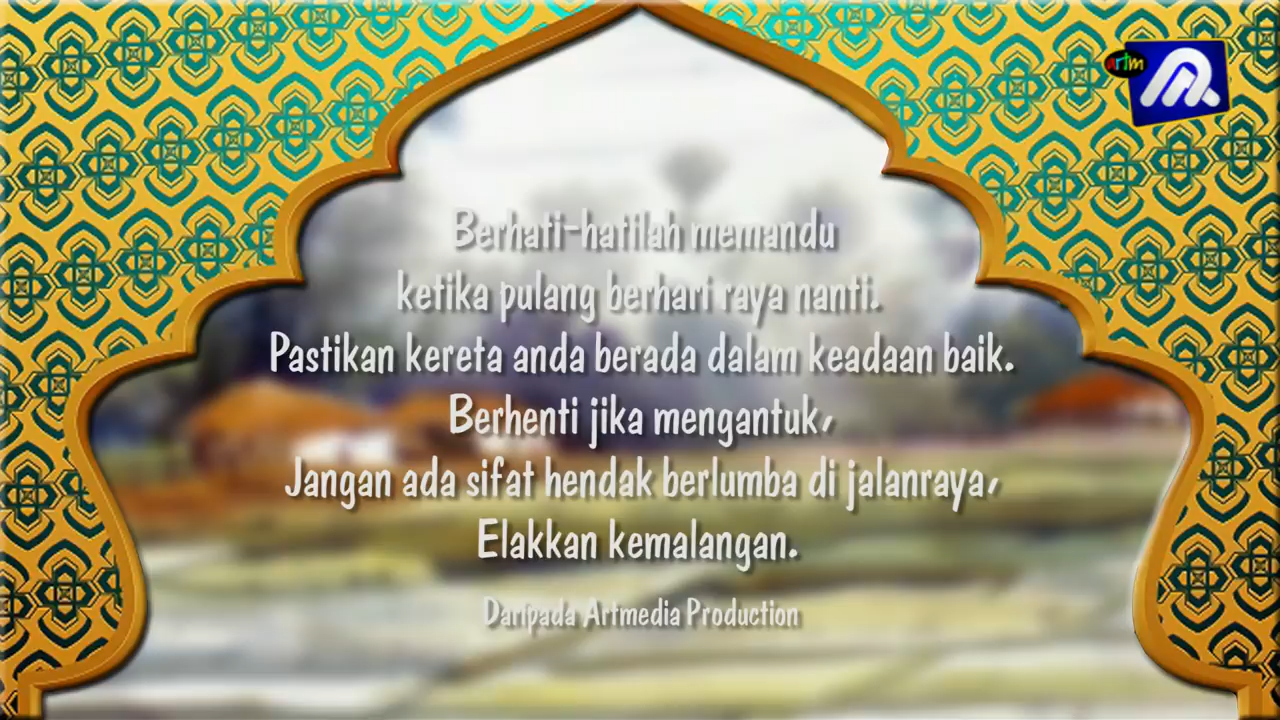 artm
Berhati-hatilah memandu
ketika pulang berhari raya nanti.
Pastikan kereta anda berada dalam keadaan baik.
Berhenti jika mengantuk,
Jangan ada sifat hendak berlumba di jalanraya,
Elakkan kemalangan.
Daripada Artmedia Production